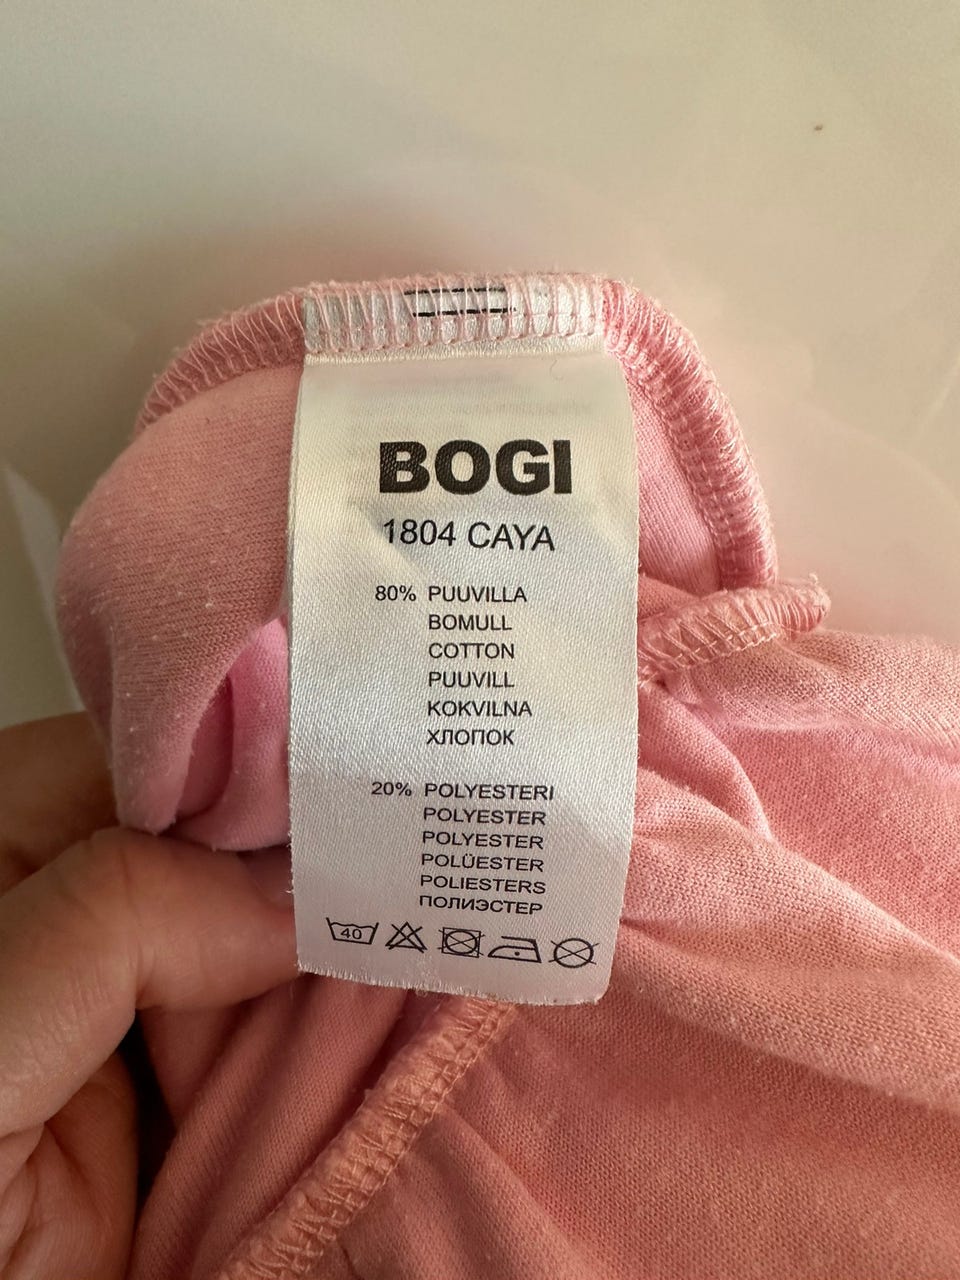 BOGI
1804 CAYA
80% PUUVILLA
BOMULL
COTTON
PUUVILL
KOKVILNA
ХЛОПОК
20% POLYESTERI
POLYESTER
POLYESTER
POLÜESTER
POLIESTERS
ПОЛИЭСТЕР
40